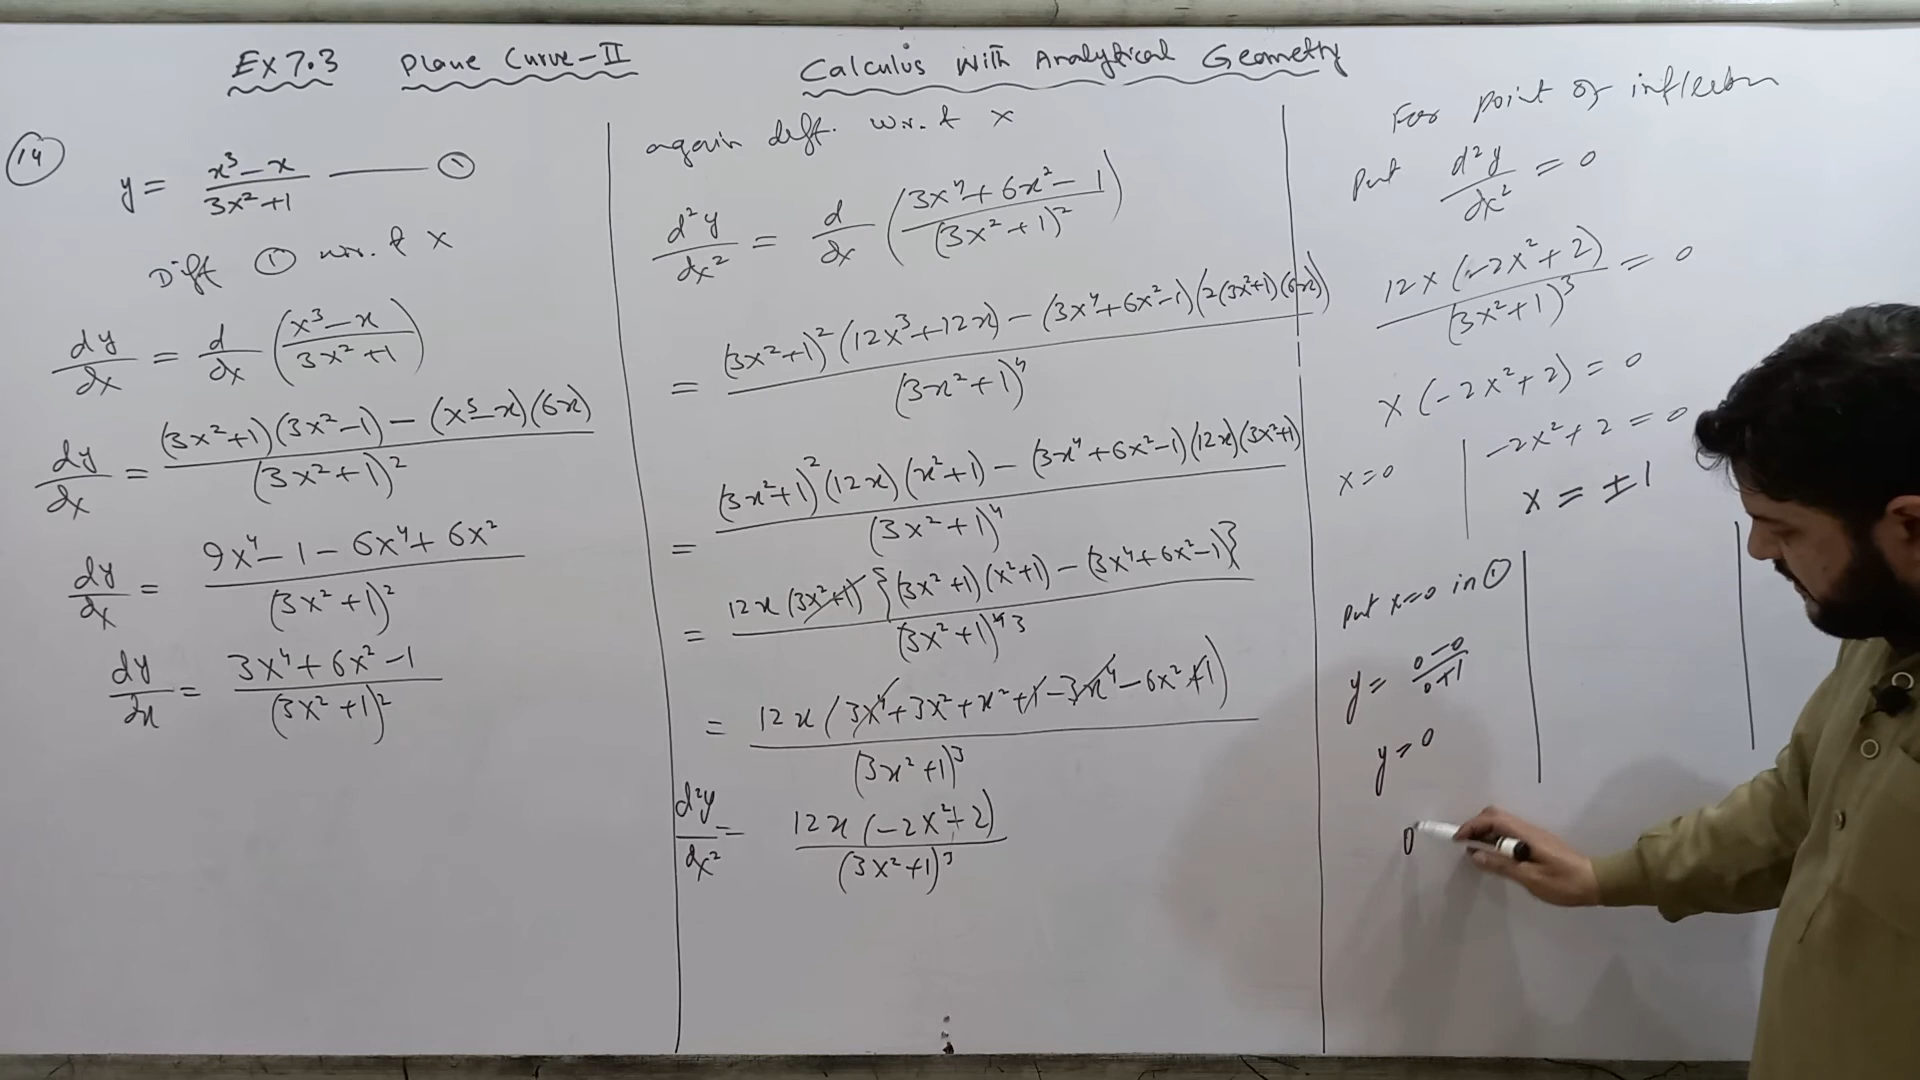 Ex 7.3 Plane Curve-II Calculus with Analytical Geometry
(14)
y = (x³ - x)/(3x² + 1) —— (1)
Diff (1) w.r.t x
dy/dx = d/dx ((x³ - x)/(3x² + 1))
dy/dx = ((3x²+1)(3x²-1) - (x³-x)(6x))/(3x²+1)²
dy/dx = (9x⁴ - 1 - 6x⁴ + 6x²)/(3x²+1)²
dy/dx = (3x⁴ + 6x² - 1)/(3x²+1)²
again diff. w.r.t x
d²y/dx² = d/dx ((3x⁴ + 6x² - 1)/(3x²+1)²)
= ((3x²+1)²(12x³+12x) - (3x⁴+6x²-1)(2(3x²+1)(6x)))/(3x²+1)⁴
= ((3x²+1)²(12x)(x²+1) - (3x⁴+6x²-1)(12x)(3x²+1))/(3x²+1)⁴
= 12x(3x²+1){(3x²+1)(x²+1) - (3x⁴+6x²-1)}/(3x²+1)⁴ ³
= 12x(3x⁴+3x²+x²+1-3x⁴-6x²+1)/(3x²+1)³
d²y/dx² = 12x(-2x²+2)/(3x²+1)³
For point of inflection
Put d²y/dx² = 0
12x(-2x²+2)/(3x²+1)³ = 0
x(-2x²+2) = 0
x=0 | -2x²+2 = 0
x = ±1
put x=0 in (1)
y = (0-0)/(0+1)
y = 0
0